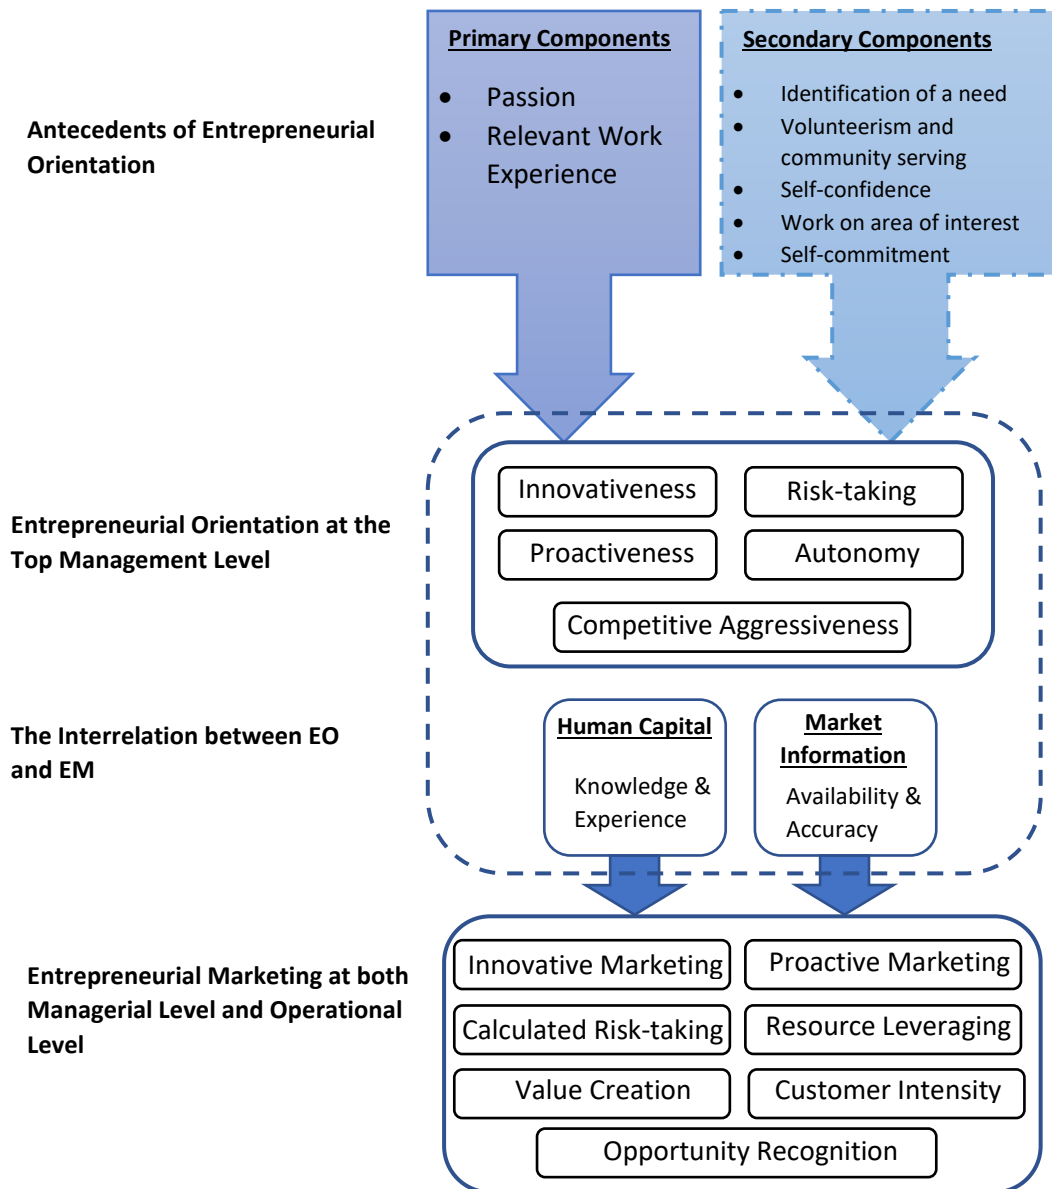 Primary Components
• Passion
• Relevant Work
Experience
Secondary Components
• Identification of a need
• Volunteerism and
community serving
• Self-confidence
• Work on area of interest
• Self-commitment
Antecedents of Entrepreneurial
Orientation
Entrepreneurial Orientation at the
Top Management Level
Innovativeness
Risk-taking
Proactiveness
Autonomy
Competitive Aggressiveness
The Interrelation between EO
and EM
Human Capital
Knowledge &
Experience
Market
Information
Availability &
Accuracy
Entrepreneurial Marketing at both
Managerial Level and Operational
Level
Innovative Marketing
Proactive Marketing
Calculated Risk-taking
Resource Leveraging
Value Creation
Customer Intensity
Opportunity Recognition